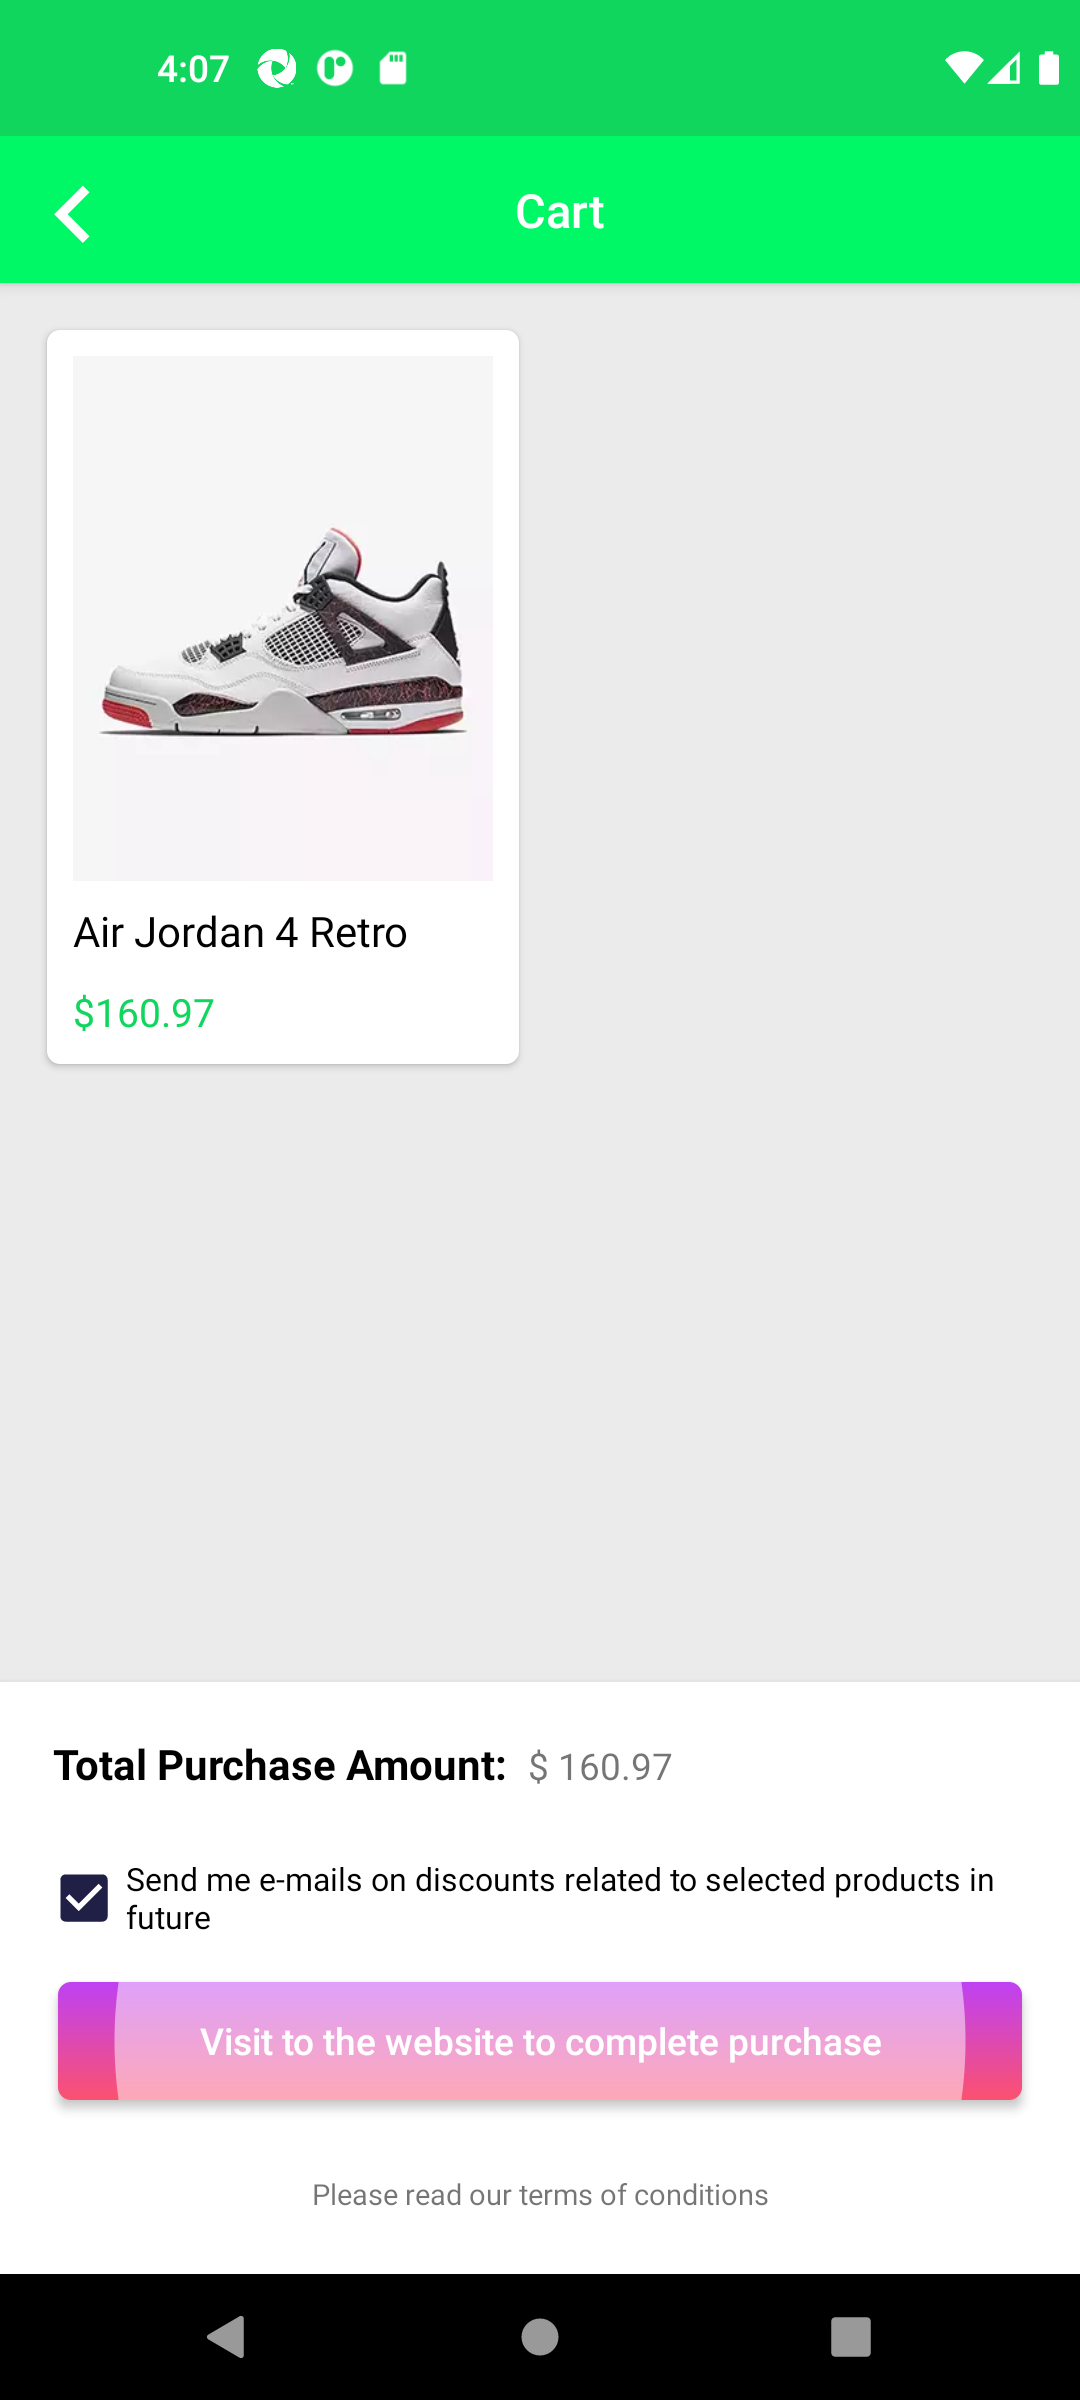 4:07
Cart
Air Jordan 4 Retro
$160.97
Total Purchase Amount: $ 160.97
Send me e-mails on discounts related to selected products in
future
Visit to the website to complete purchase
Please read our terms of conditions